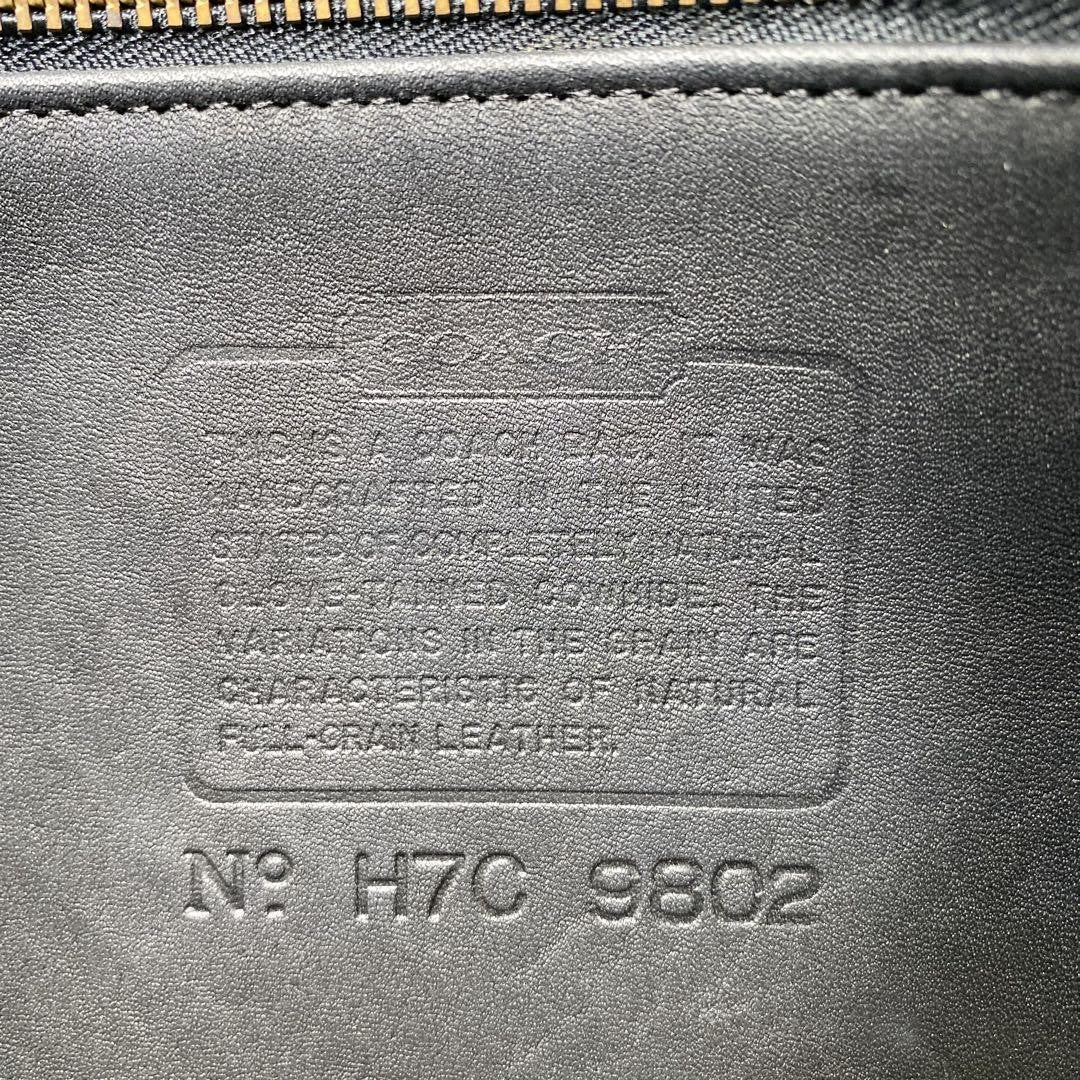 COACH
THIS IS A COACH BAG. IT WAS
HANDCRAFTED IN THE UNITED
STATES OF COMPLETELY NATURAL
GLOVE-TANNED COWHIDE. THE
VARIATIONS IN THE GRAIN ARE
CHARACTERISTIC OF NATURAL
FULL-GRAIN LEATHER.
Nº H7C 9802